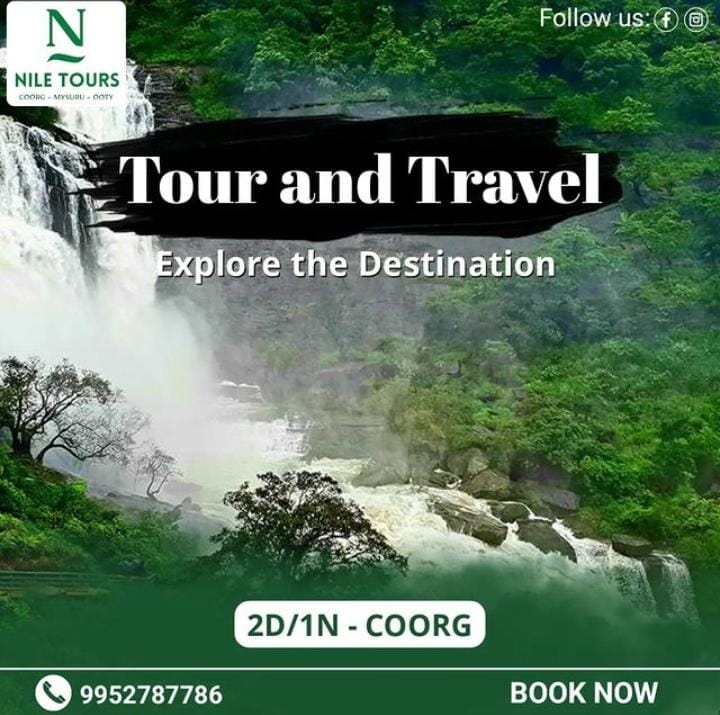 N
NILE TOURS
COORG - MYSURU - OOTY
Follow us:
Tour and Travel
Explore the Destination
2D/1N - COORG
9952787786
BOOK NOW